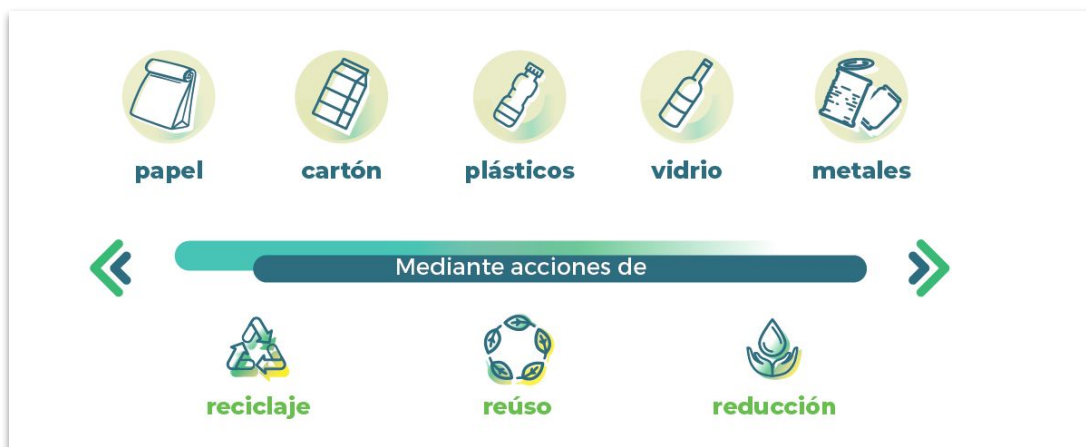 papel cartón plásticos vidrio metales
Mediante acciones de
reciclaje reúso reducción